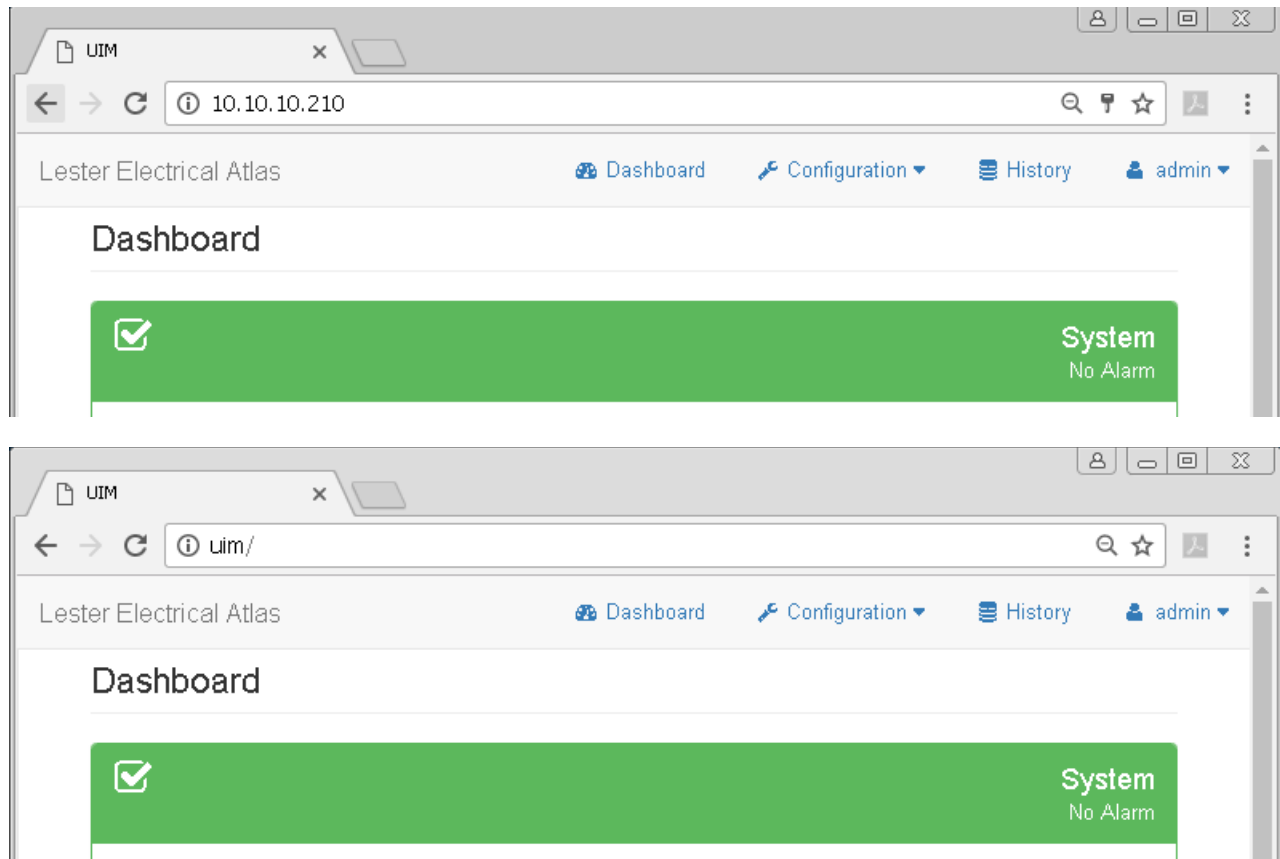 UIM
10.10.10.210
Lester Electrical Atlas Dashboard Configuration History admin
Dashboard
System
No Alarm
UIM
uim/
Lester Electrical Atlas Dashboard Configuration History admin
Dashboard
System
No Alarm